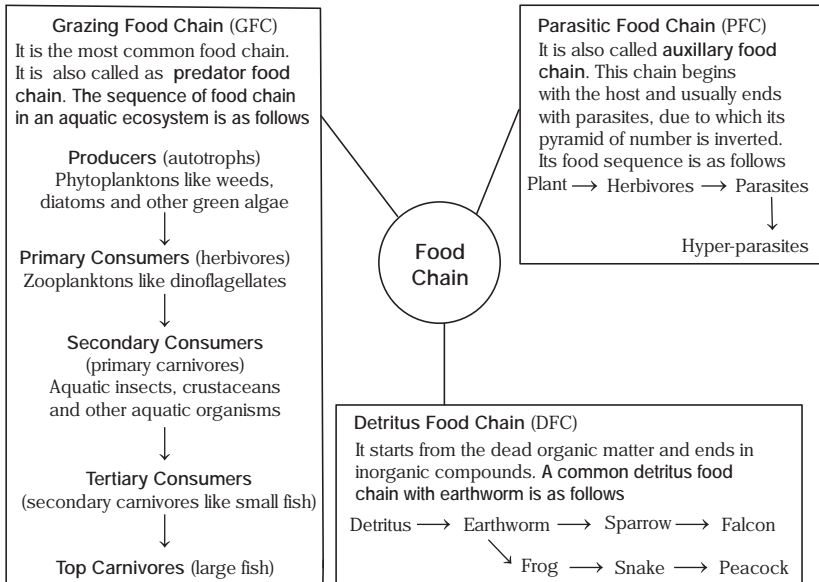 Grazing Food Chain (GFC)
It is the most common food chain.
It is also called as predator food
chain. The sequence of food chain
in an aquatic ecosystem is as follows
Producers (autotrophs)
Phytoplanktons like weeds,
diatoms and other green algae
Primary Consumers (herbivores)
Zooplanktons like dinoflagellates
Secondary Consumers
(primary carnivores)
Aquatic insects, crustaceans
and other aquatic organisms
Tertiary Consumers
(secondary carnivores like small fish)
Top Carnivores (large fish)
Food
Chain
Parasitic Food Chain (PFC)
It is also called auxillary food
chain. This chain begins
with the host and usually ends
with parasites, due to which its
pyramid of number is inverted.
Its food sequence is as follows
Plant → Herbivores → Parasites
Hyper-parasites
Detritus Food Chain (DFC)
It starts from the dead organic matter and ends in
inorganic compounds. A common detritus food
chain with earthworm is as follows
Detritus → Earthworm → Sparrow → Falcon
Frog → Snake → Peacock